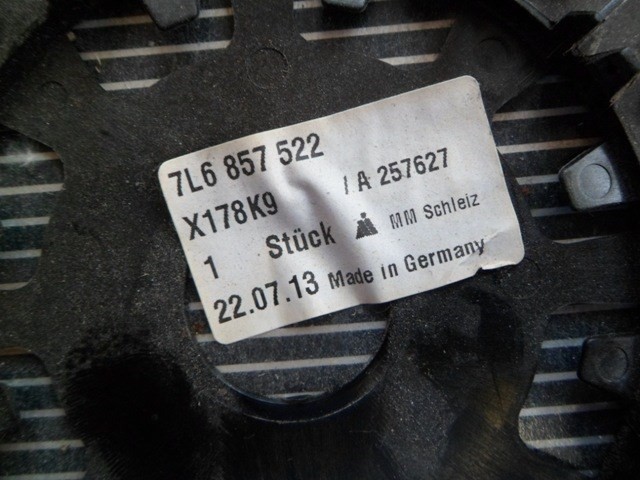 7L6 857 522
X178K9 / A 257627
1 Stück MM Schleiz
22.07.13 Made in Germany